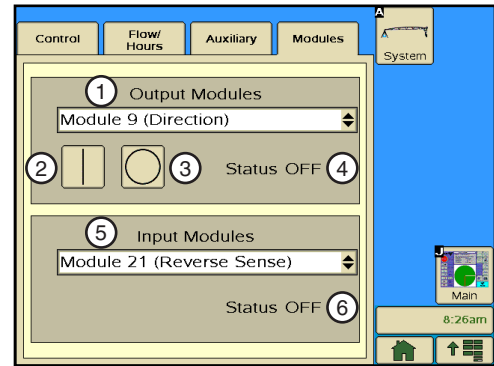 A
Control
Flow/
Hours
Auxiliary
Modules
System
1 Output Modules
Module 9 (Direction)
2
3
Status OFF 4
5 Input Modules
Module 21 (Reverse Sense)
Status OFF 6
J
Main
8:26am